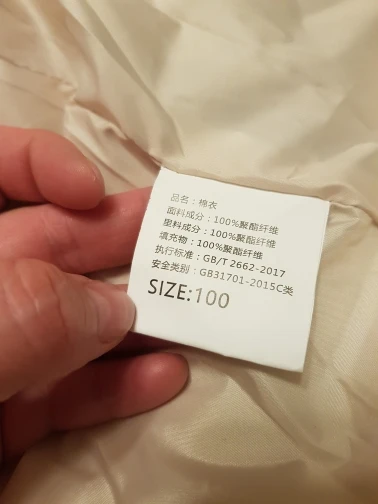 品名：棉衣
面料成分：100%聚酯纤维
里料成分：100%聚酯纤维
填充物：100%聚酯纤维
执行标准：GB/T 2662-2017
安全类别：GB31701-2015C类
SIZE:100